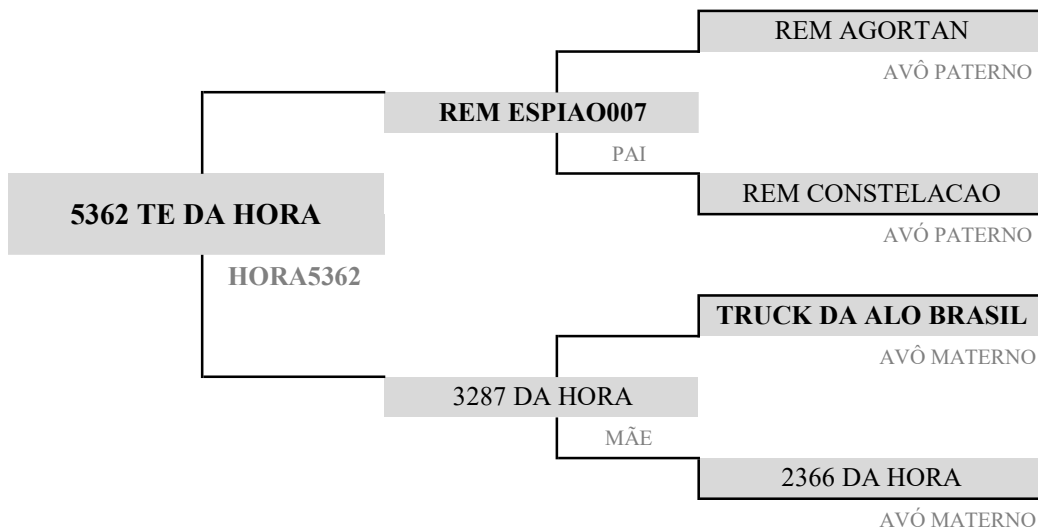 REM AGORTAN
AVÔ PATERNO
REM ESPIAO007
PAI
REM CONSTELACAO
AVÓ PATERNO
5362 TE DA HORA
HORA5362
TRUCK DA ALO BRASIL
AVÔ MATERNO
3287 DA HORA
MÃE
2366 DA HORA
AVÓ MATERNO